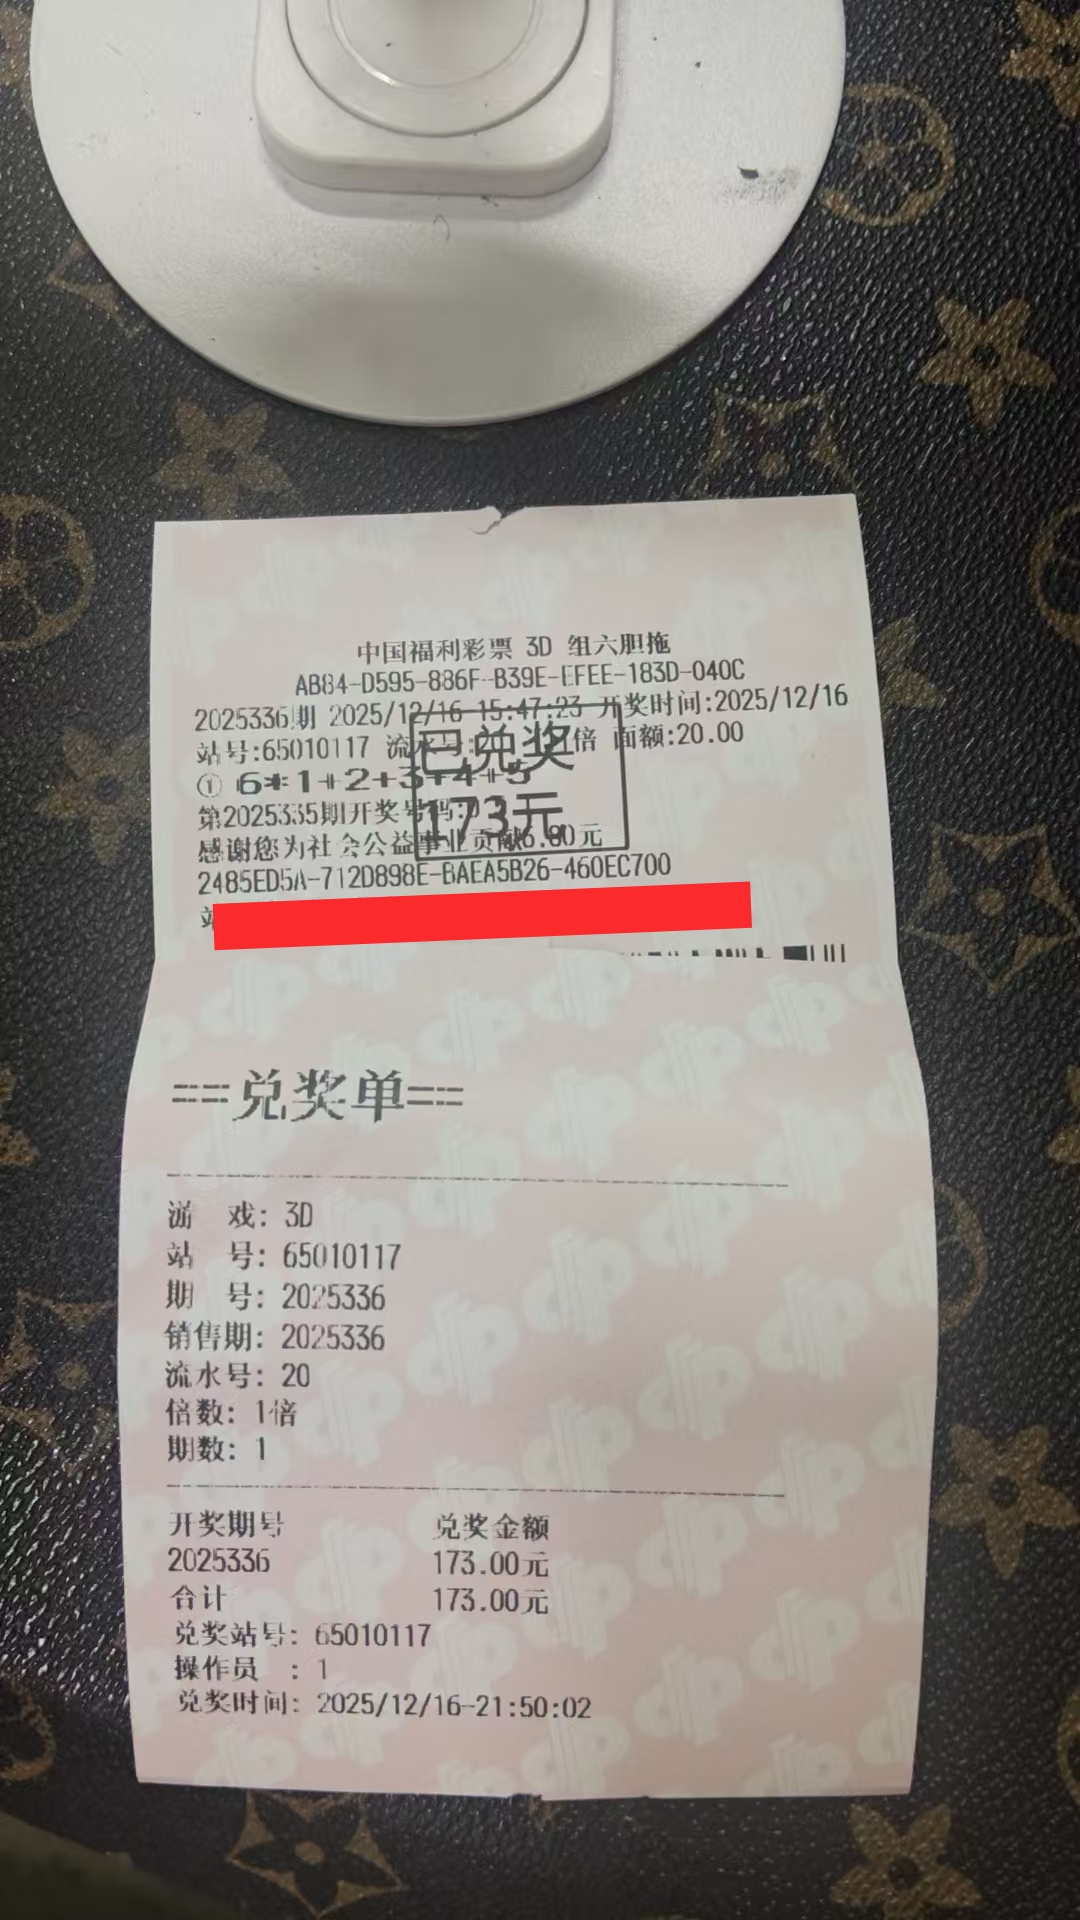 中国福利彩票 3D 组六胆拖
AB84-D595-886F-B39E-EFEE-183D-040C
2025336期 2025/12/16 15:47:23 开奖时间:2025/12/16
站号:65010117 流水号: 倍 面额:20.00
① 6*1+2+3+4+5
第2025335期开奖号码:
感谢您为社会公益事业贡献6.80元
2485ED5A-712D898E-BAEA5B26-460EC700
站
已兑奖
173元
===兑奖单===
游 戏: 3D
站 号: 65010117
期 号: 2025336
销售期: 2025336
流水号: 20
倍数: 1倍
期数: 1
开奖期号 兑奖金额
2025336 173.00元
合计 173.00元
兑奖站号: 65010117
操作员 : 1
兑奖时间: 2025/12/16-21:50:02